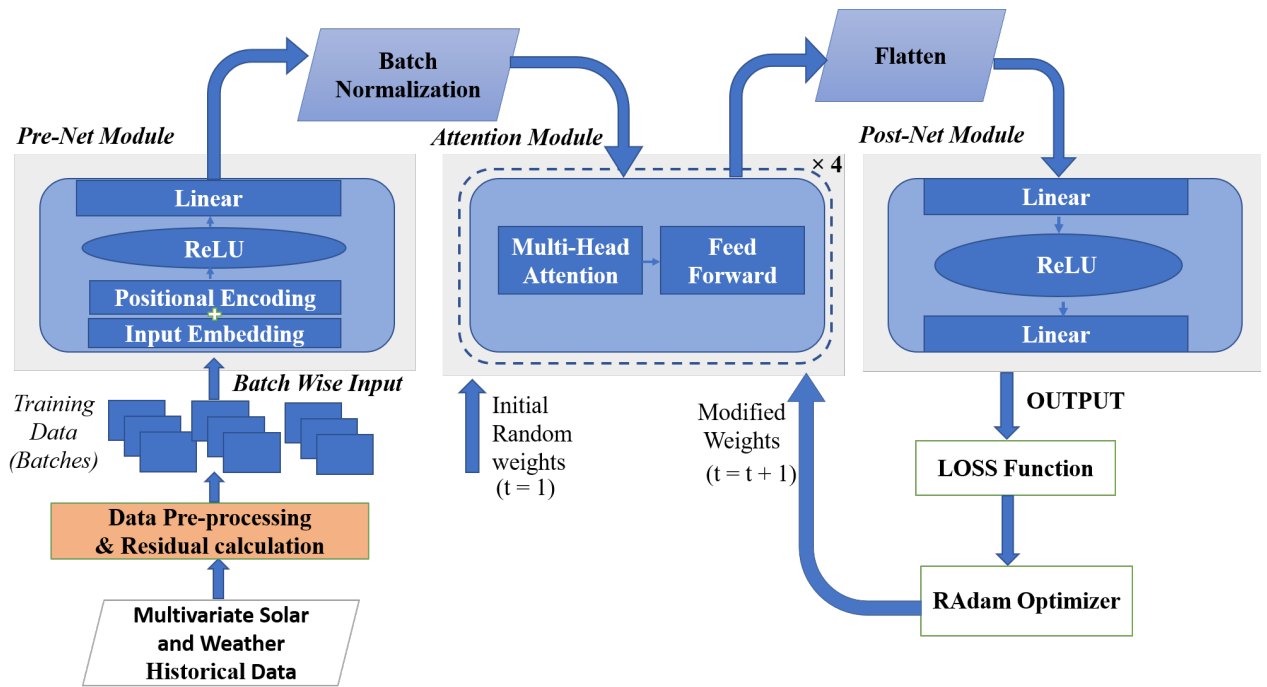 Batch
Normalization
Flatten
Pre-Net Module
Attention Module
Post-Net Module
× 4
Linear
ReLU
Positional Encoding
+
Input Embedding
Multi-Head
Attention
Feed
Forward
Linear
ReLU
Linear
Batch Wise Input
Training
Data
(Batches)
Initial
Random
weights
(t = 1)
Modified
Weights
(t = t + 1)
OUTPUT
LOSS Function
RAdam Optimizer
Data Pre-processing
& Residual calculation
Multivariate Solar
and Weather
Historical Data